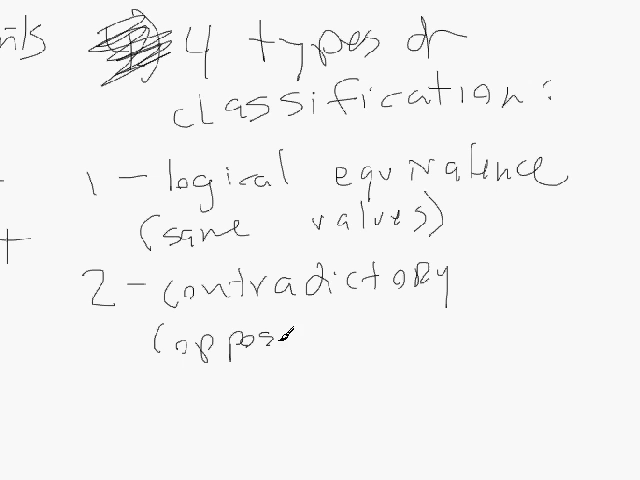 4 types of
classification:
1 - logical equivalence
(same values)
2 - contradictory
(oppos